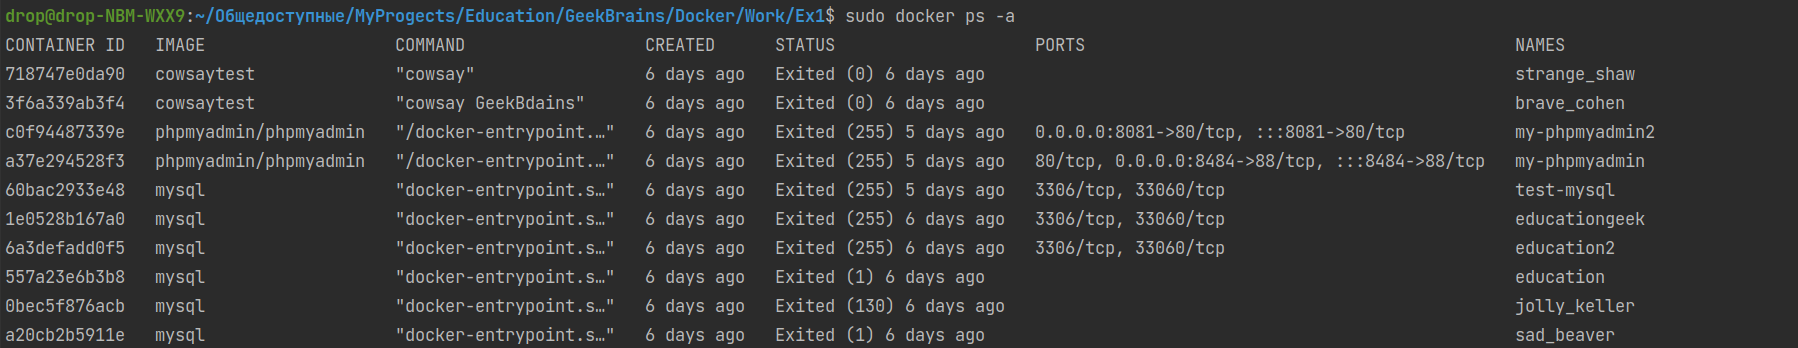 drop@drop-NBM-WXX9:~/Общедоступные/MyProgects/Education/GeekBrains/Docker/Work/Ex1$ sudo docker ps -a
CONTAINER ID   IMAGE                   COMMAND                  CREATED      STATUS                    PORTS                                           NAMES
718747e0da90   cowsaytest              "cowsay"                 6 days ago   Exited (0) 6 days ago                                                     strange_shaw
3f6a339ab3f4   cowsaytest              "cowsay GeekBdains"      6 days ago   Exited (0) 6 days ago                                                     brave_cohen
c0f94487339e   phpmyadmin/phpmyadmin   "/docker-entrypoint.…"   6 days ago   Exited (255) 5 days ago   0.0.0.0:8081->80/tcp, :::8081->80/tcp           my-phpmyadmin2
a37e294528f3   phpmyadmin/phpmyadmin   "/docker-entrypoint.…"   6 days ago   Exited (255) 5 days ago   80/tcp, 0.0.0.0:8484->88/tcp, :::8484->88/tcp   my-phpmyadmin
60bac2933e48   mysql                   "docker-entrypoint.s…"   6 days ago   Exited (255) 5 days ago   3306/tcp, 33060/tcp                             test-mysql
1e0528b167a0   mysql                   "docker-entrypoint.s…"   6 days ago   Exited (255) 6 days ago   3306/tcp, 33060/tcp                             educationgeek
6a3defadd0f5   mysql                   "docker-entrypoint.s…"   6 days ago   Exited (255) 6 days ago   3306/tcp, 33060/tcp                             education2
557a23e6b3b8   mysql                   "docker-entrypoint.s…"   6 days ago   Exited (1) 6 days ago                                                     education
0bec5f876acb   mysql                   "docker-entrypoint.s…"   6 days ago   Exited (130) 6 days ago                                                   jolly_keller
a20cb2b5911e   mysql                   "docker-entrypoint.s…"   6 days ago   Exited (1) 6 days ago                                                     sad_beaver